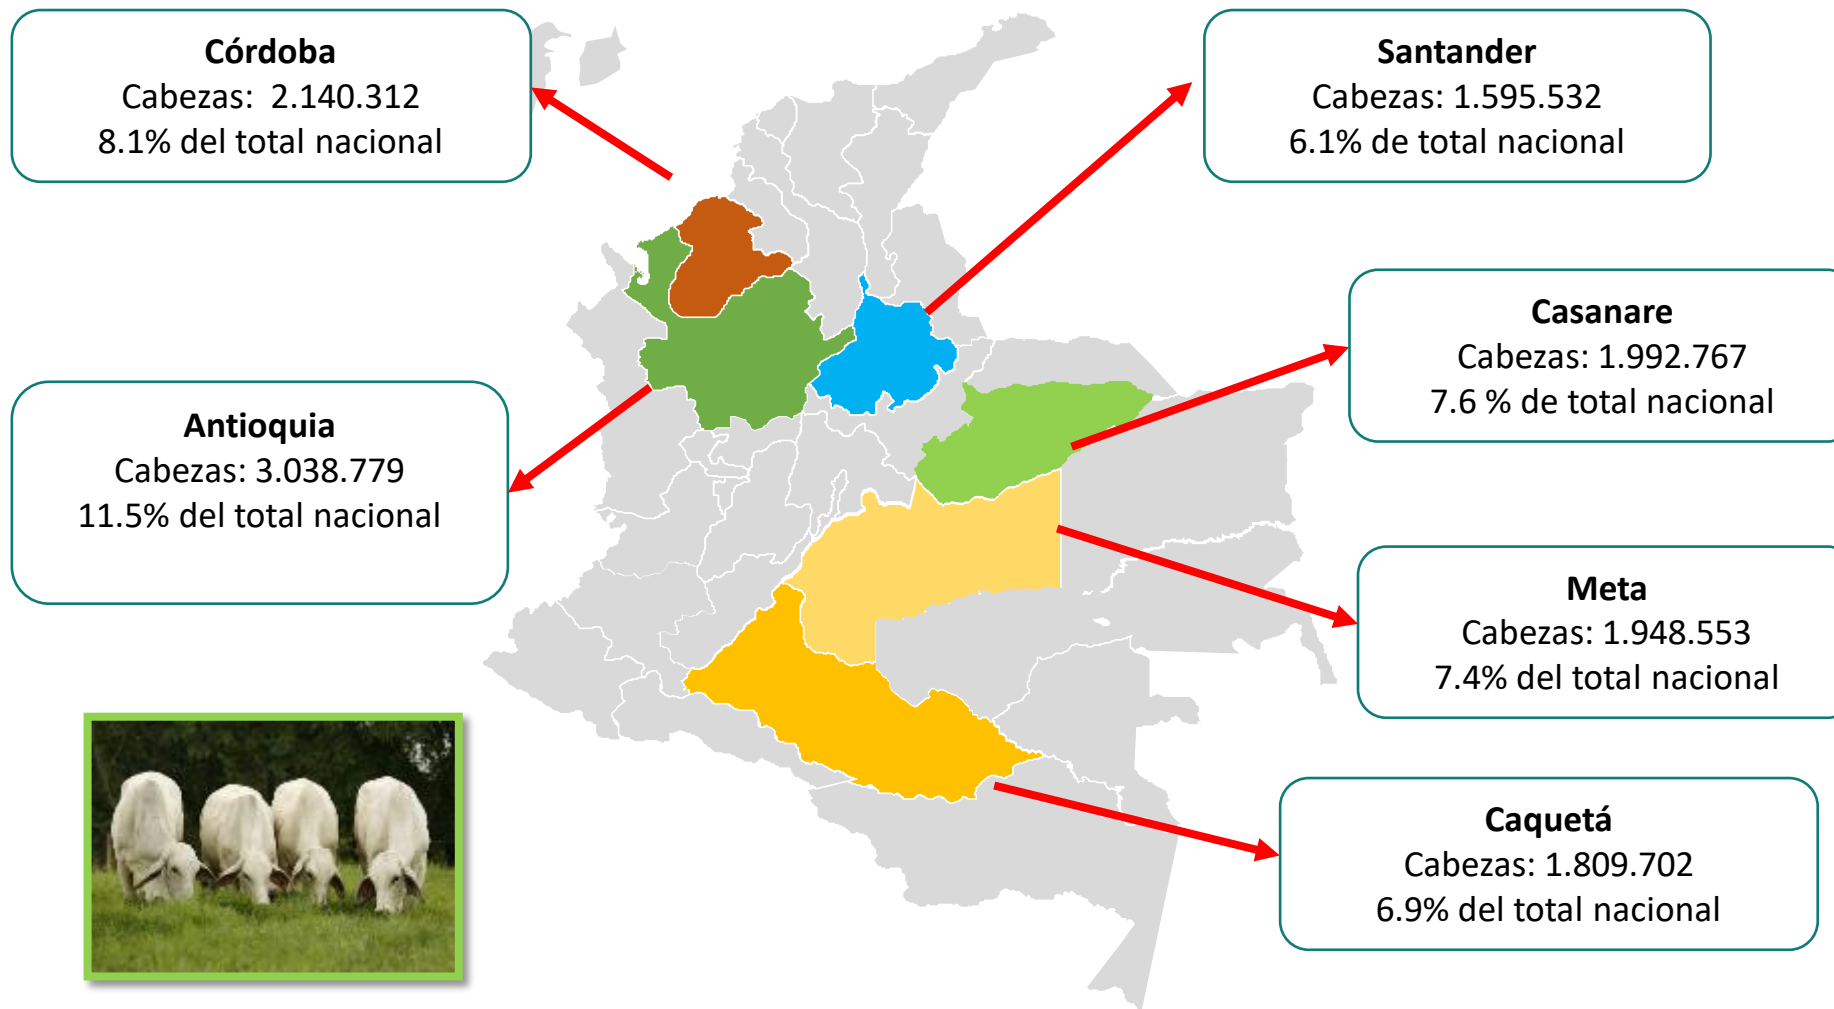 Córdoba
Cabezas: 2.140.312
8.1% del total nacional
Santander
Cabezas: 1.595.532
6.1% de total nacional
Casanare
Cabezas: 1.992.767
7.6 % de total nacional
Antioquia
Cabezas: 3.038.779
11.5% del total nacional
Meta
Cabezas: 1.948.553
7.4% del total nacional
Caquetá
Cabezas: 1.809.702
6.9% del total nacional